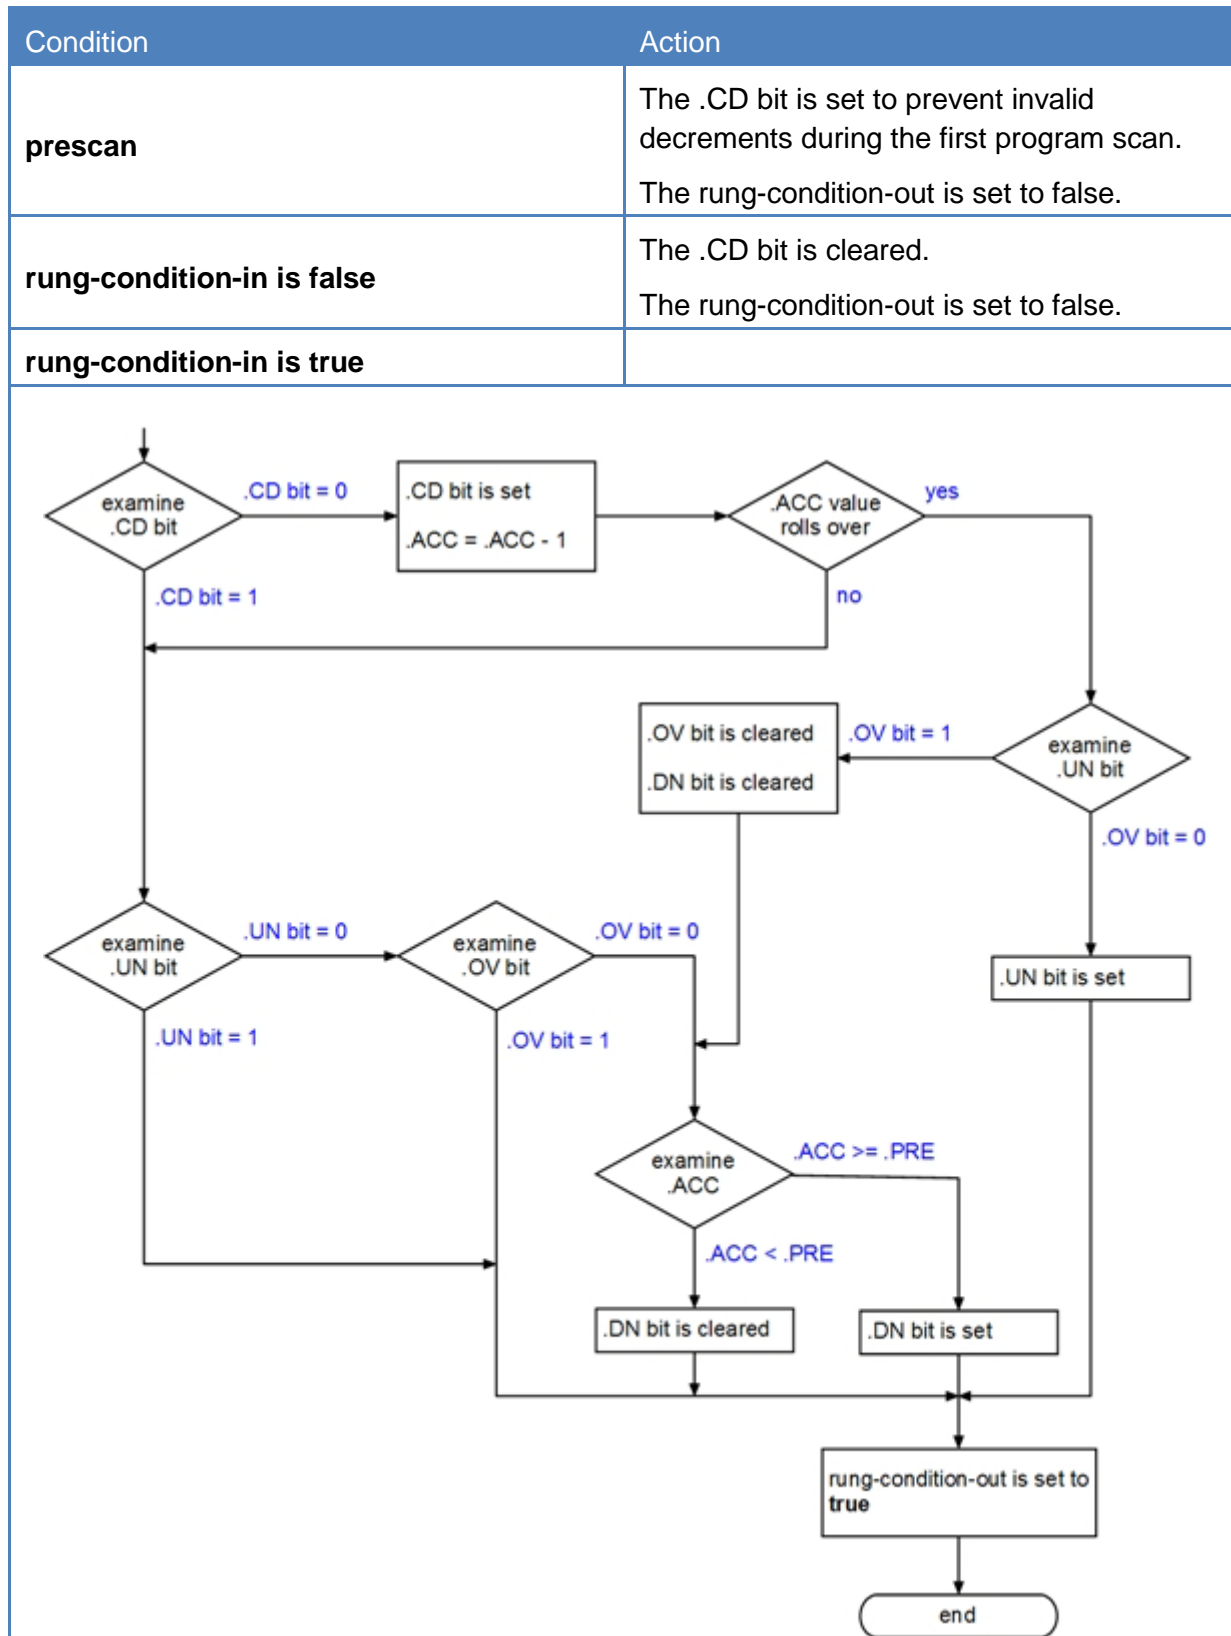 Condition
Action
prescan
The .CD bit is set to prevent invalid
decrements during the first program scan.
The rung-condition-out is set to false.
rung-condition-in is false
The .CD bit is cleared.
The rung-condition-out is set to false.
rung-condition-in is true
examine
.CD bit
.CD bit = 0
.CD bit is set
.ACC = .ACC - 1
.ACC value
rolls over
yes
.CD bit = 1
no
.OV bit is cleared
.DN bit is cleared
.OV bit = 1
examine
.UN bit
.OV bit = 0
examine
.UN bit
.UN bit = 0
examine
.OV bit
.OV bit = 0
.UN bit is set
.UN bit = 1
.OV bit = 1
examine
.ACC
.ACC >= .PRE
.ACC < .PRE
.DN bit is cleared
.DN bit is set
rung-condition-out is set to
true
end